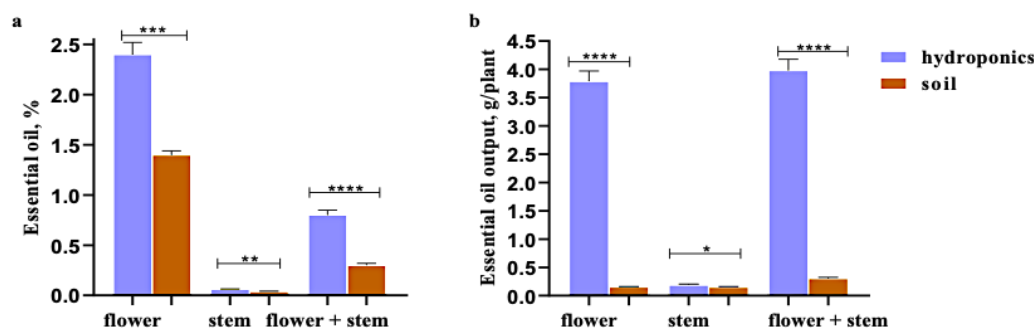 a
Essential oil, %
2.5
2.0
1.5
1.0
0.5
0.0
***
**
****
flower stem flower + stem
b
Essential oil output, g/plant
4.5
4.0
3.5
3.0
2.5
2.0
1.5
1.0
0.5
0.0
****
*
****
flower stem flower + stem
hydroponics
soil